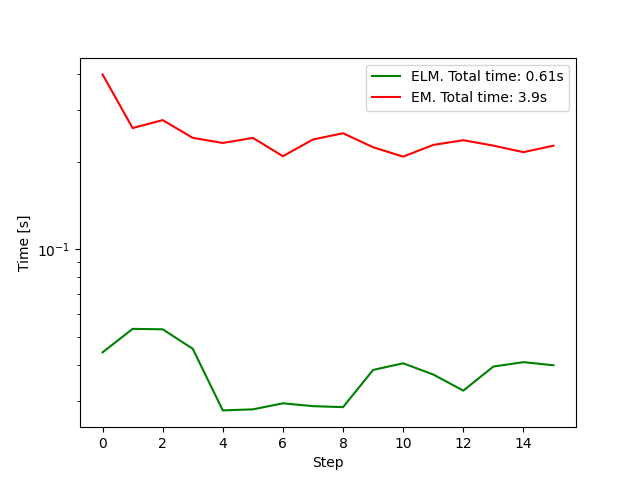 ELM. Total time: 0.61s
EM. Total time: 3.9s
Time [s]
10⁻¹
0 2 4 6 8 10 12 14
Step